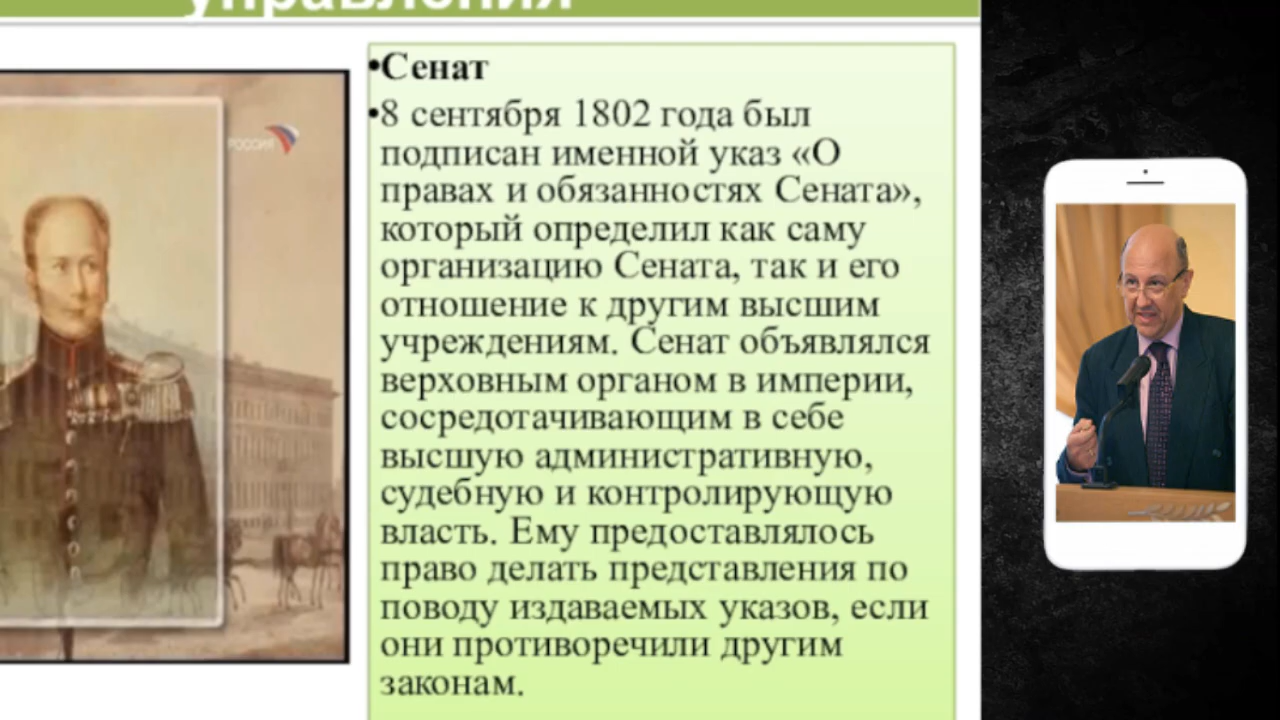 управления
•Сенат
•8 сентября 1802 года был
подписан именной указ «О
правах и обязанностях Сената»,
который определил как саму
организацию Сената, так и его
отношение к другим высшим
учреждениям. Сенат объявлялся
верховным органом в империи,
сосредотачивающим в себе
высшую административную,
судебную и контролирующую
власть. Ему предоставлялось
право делать представления по
поводу издаваемых указов, если
они противоречили другим
законам.
РОССИЯ